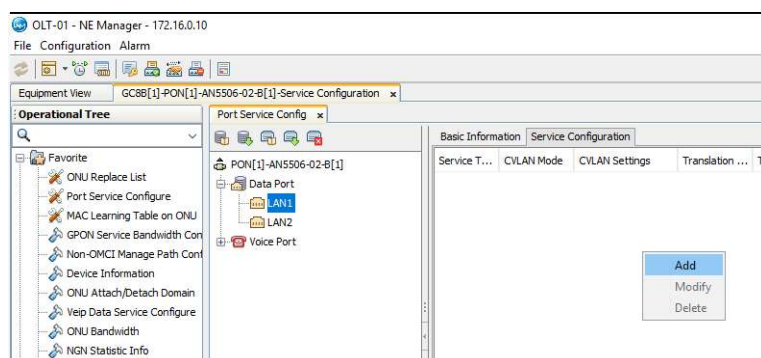 OLT-01 - NE Manager - 172.16.0.10
File Configuration Alarm
Equipment View GC8B[1]-PON[1]-AN5506-02-B[1]-Service Configuration x
Operational Tree
Port Service Config x
Basic Information Service Configuration
Service T... CVLAN Mode CVLAN Settings Translation ... T
Favorite
ONU Replace List
Port Service Configure
MAC Learning Table on ONU
GPON Service Bandwidth Con
Non-OMCI Manage Path Conf
Device Information
ONU Attach/Detach Domain
Veip Data Service Configure
ONU Bandwidth
NGN Statistic Info
PON[1]-AN5506-02-B[1]
Data Port
LAN1
LAN2
Voice Port
Add
Modify
Delete